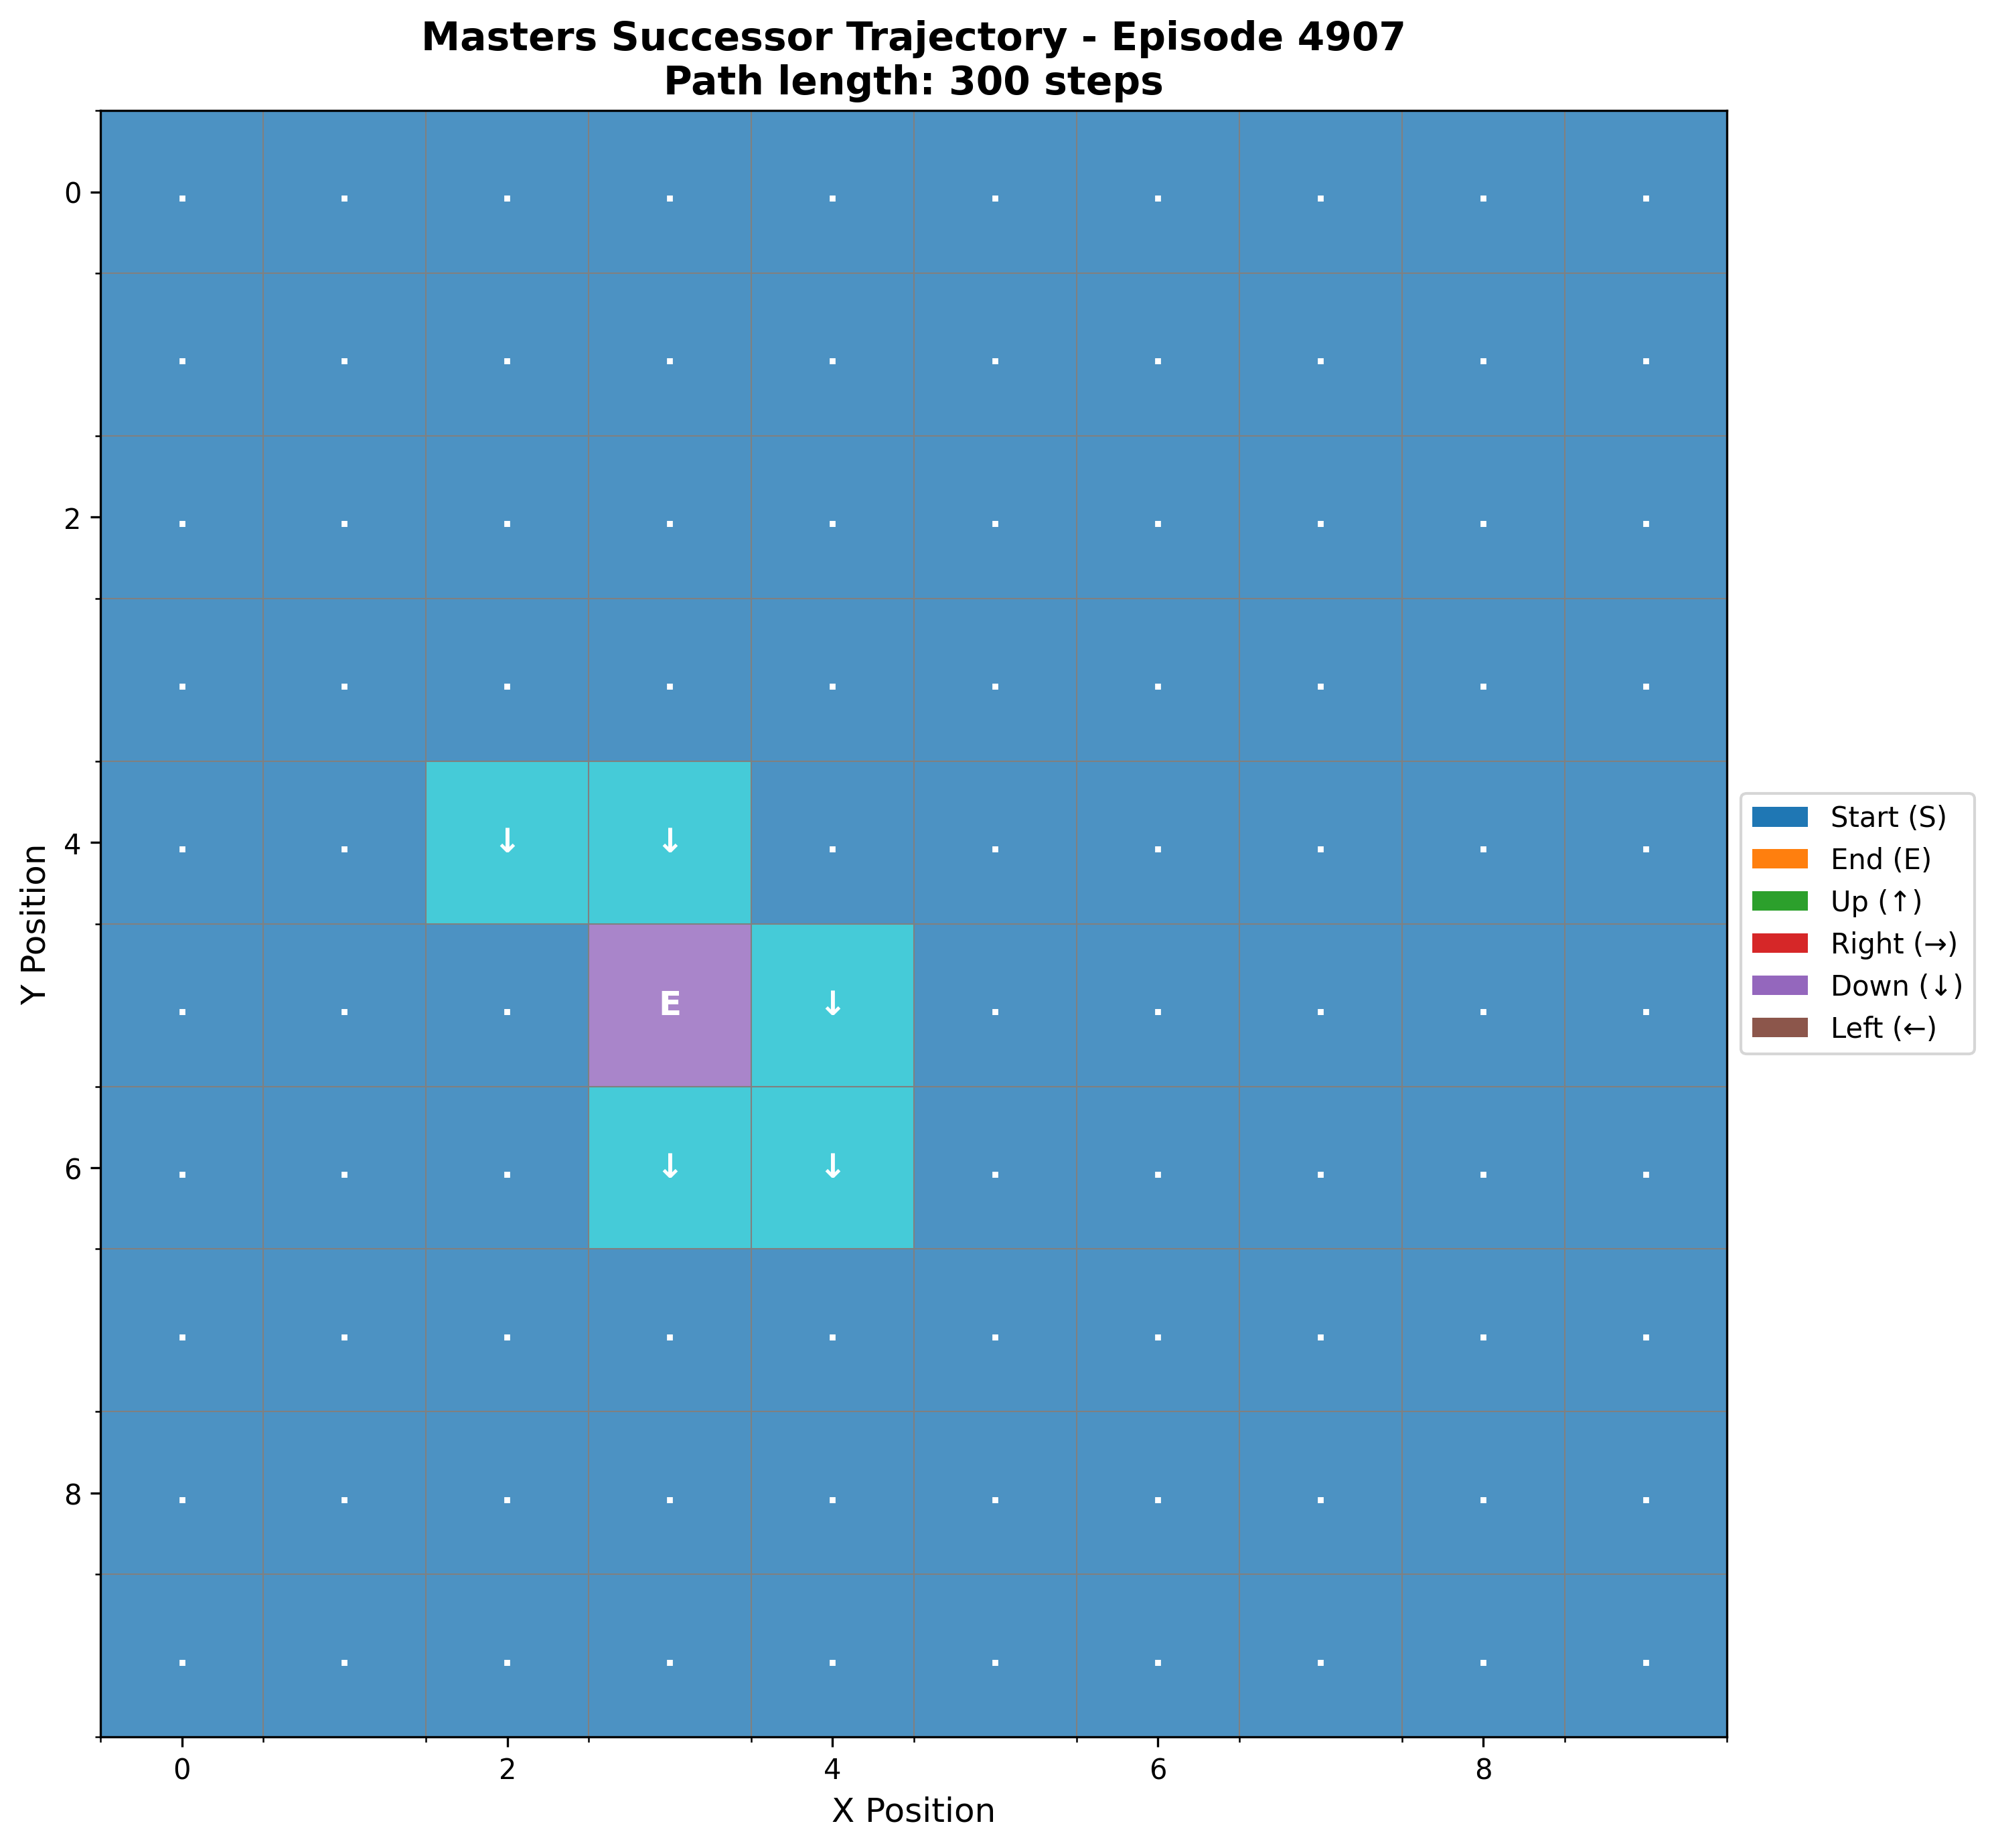 Masters Successor Trajectory - Episode 4907
Path length: 300 steps
Y Position
0
2
4
6
8
. . . . . . . . . .
. . . . . . . . . .
. . . . . . . . . .
. . . . . . . . . .
. . ↓ ↓ . . . . . .
. . . E ↓ . . . . .
. . . ↓ ↓ . . . . .
. . . . . . . . . .
. . . . . . . . . .
. . . . . . . . . .
0 2 4 6 8
X Position
Start (S)
End (E)
Up (↑)
Right (→)
Down (↓)
Left (←)